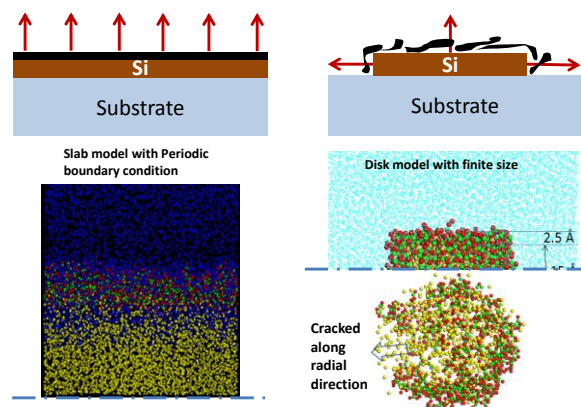 Si
Substrate
Slab model with Periodic
boundary condition
Si
Substrate
Disk model with finite size
2.5 Å
Cracked
along
radial
direction